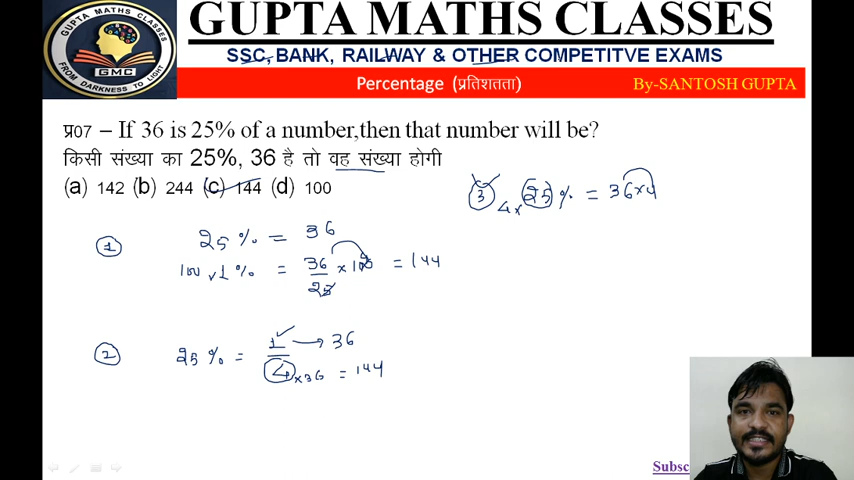 GUPTA MATHS CLASSES
GUPTA MATHS CLASSES
GMC
FROM DARKNESS TO LIGHT
SSC, BANK, RAILWAY & OTHER COMPETITVE EXAMS
Percentage (प्रतिशतता) By-SANTOSH GUPTA
प्र07 – If 36 is 25% of a number,then that number will be?
किसी संख्या का 25%, 36 है तो वह संख्या होगी
(a) 142 (b) 244 (c) 144 (d) 100
3 4 x 25 % = 36 x 4
1 25 % = 36
100 x 1 % = 36/25 x 100 = 144
2 25 % = 1/4 → 36
x 36 = 144
Subsc